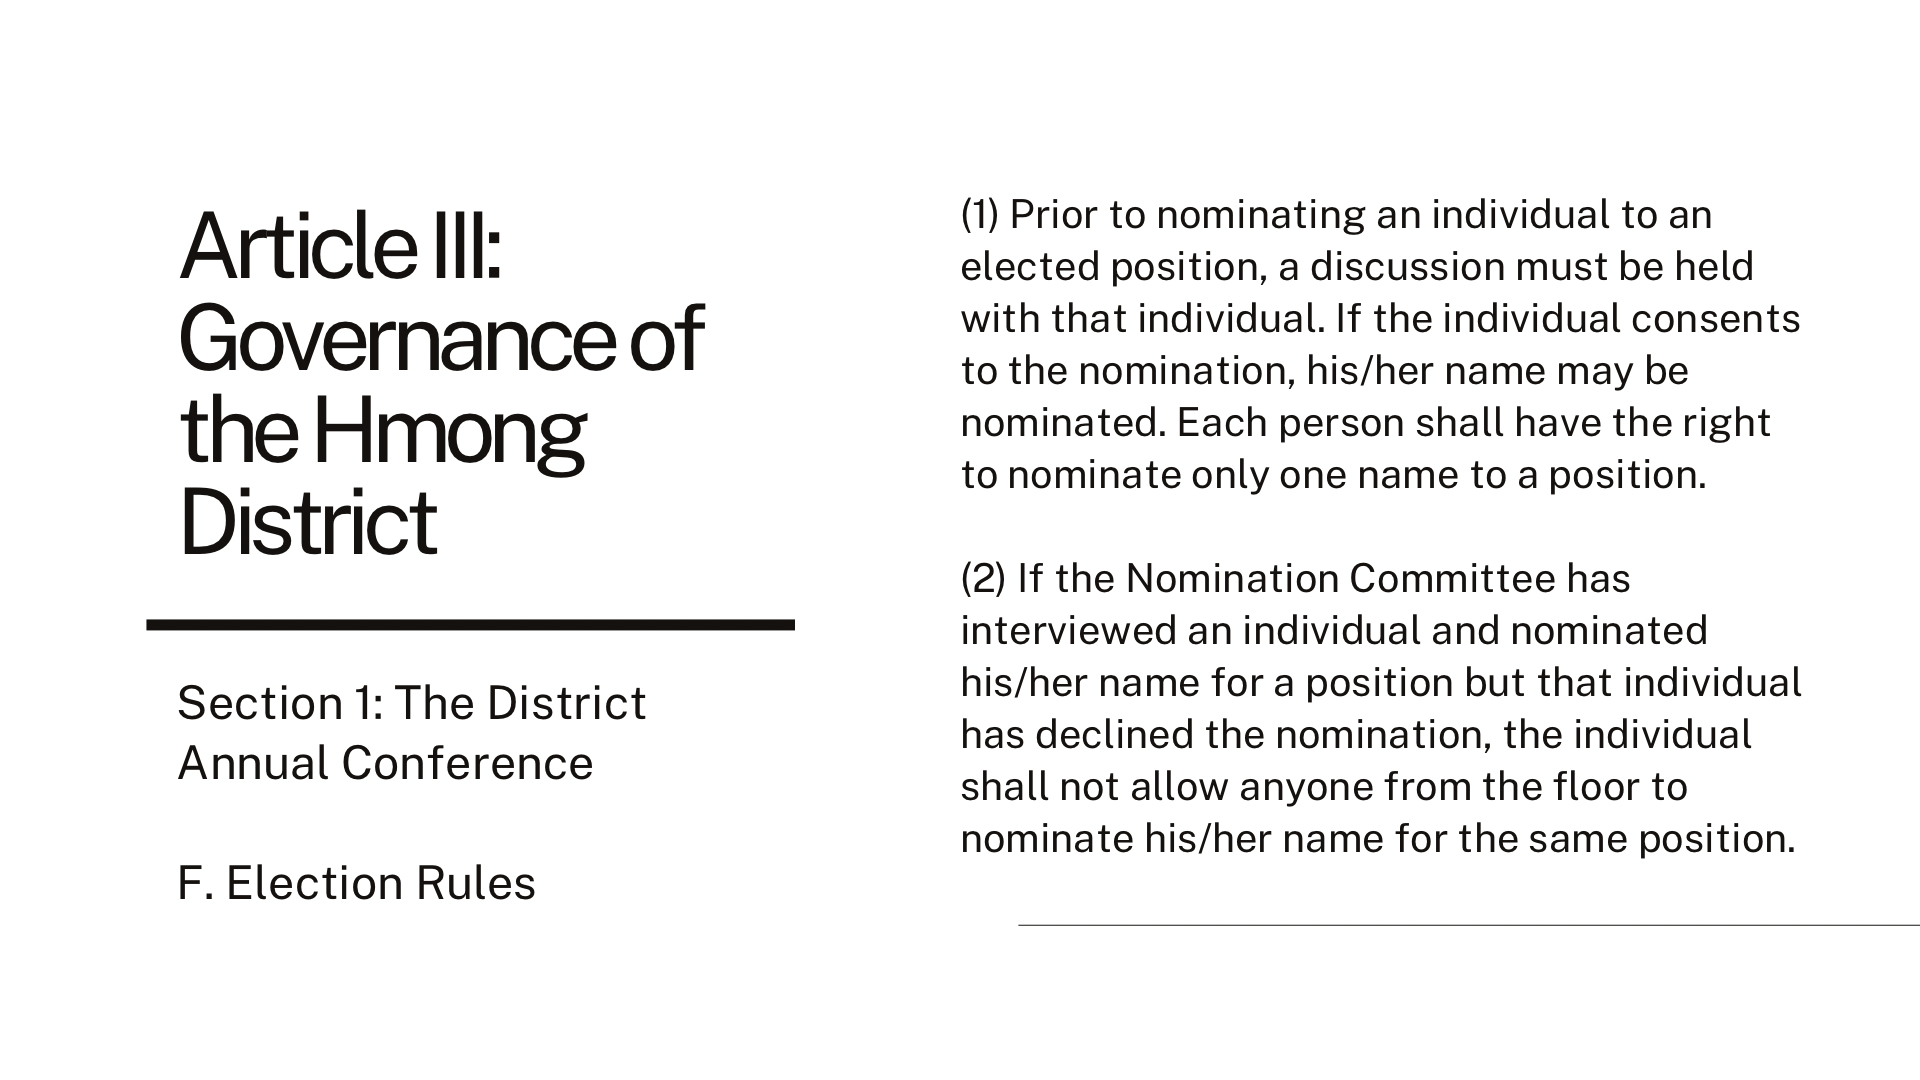 Article III:
Governance of
the Hmong
District
Section 1: The District
Annual Conference
F. Election Rules
(1) Prior to nominating an individual to an
elected position, a discussion must be held
with that individual. If the individual consents
to the nomination, his/her name may be
nominated. Each person shall have the right
to nominate only one name to a position.
(2) If the Nomination Committee has
interviewed an individual and nominated
his/her name for a position but that individual
has declined the nomination, the individual
shall not allow anyone from the floor to
nominate his/her name for the same position.